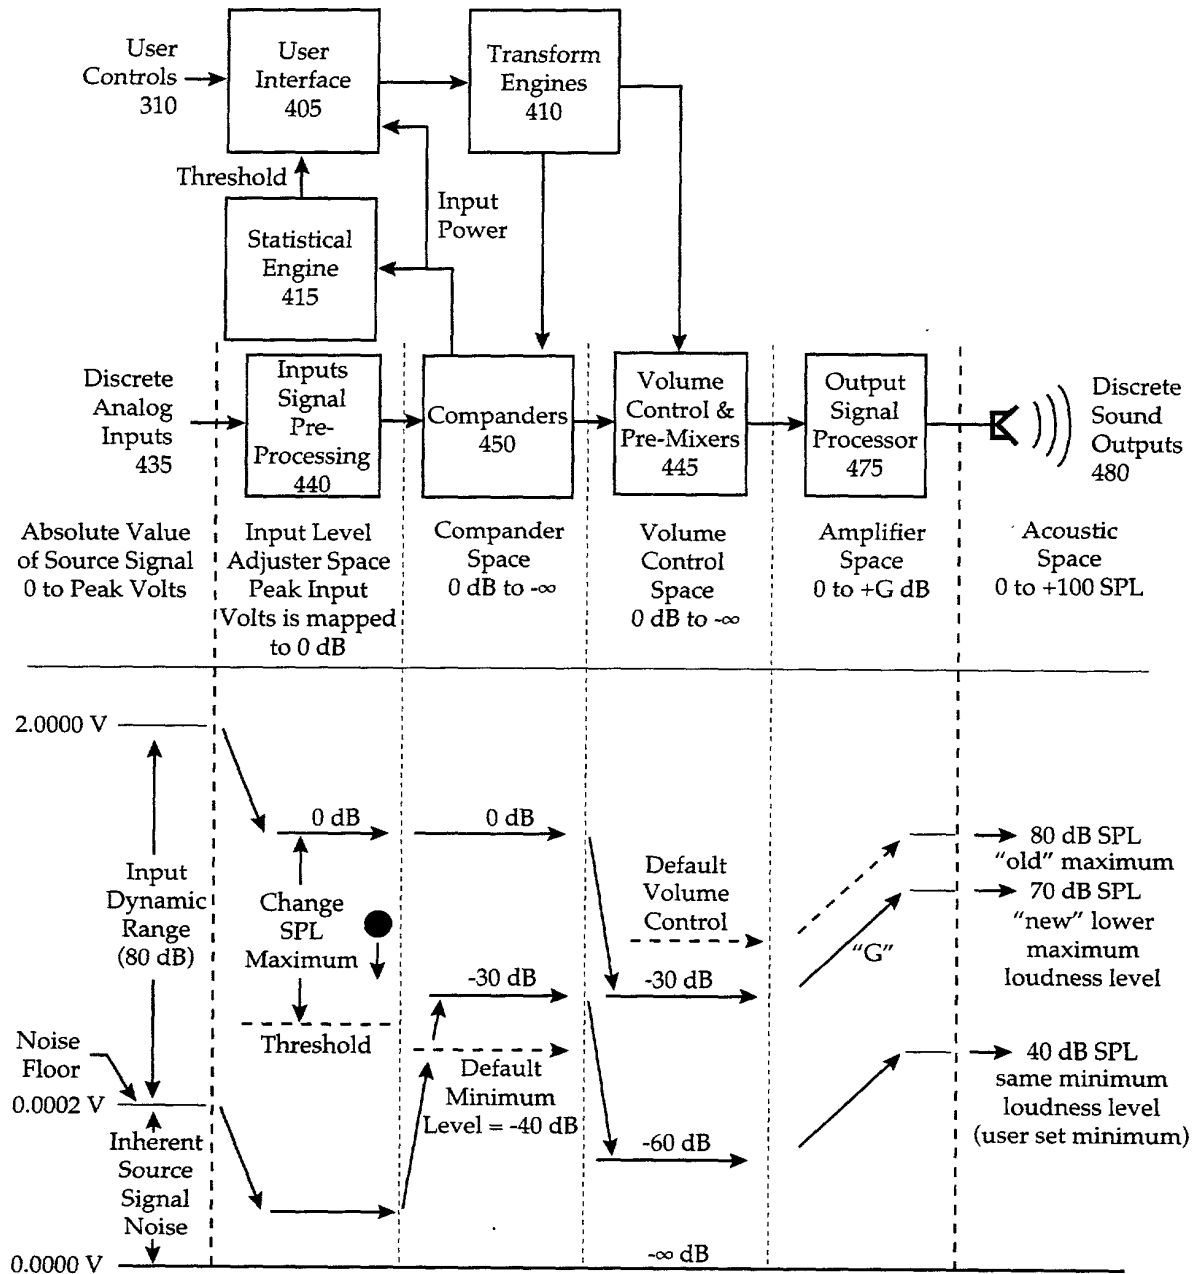 User
Controls
310
User
Interface
405
Transform
Engines
410
Threshold
Input
Power
Statistical
Engine
415
Discrete
Analog
Inputs
435
Inputs
Signal
Pre-
Processing
440
Companders
450
Volume
Control &
Pre-Mixers
445
Output
Signal
Processor
475
Discrete
Sound
Outputs
480
Absolute Value
of Source Signal
0 to Peak Volts
Input Level
Adjuster Space
Peak Input
Volts is mapped
to 0 dB
Compander
Space
0 dB to -∞
Volume
Control
Space
0 dB to -∞
Amplifier
Space
0 to +G dB
Acoustic
Space
0 to +100 SPL
2.0000 V
Input
Dynamic
Range
(80 dB)
Noise
Floor
0.0002 V
Inherent
Source
Signal
Noise
0.0000 V
0 dB
Change
SPL
Maximum
Threshold
0 dB
-30 dB
Default
Minimum
Level = -40 dB
Default
Volume
Control
-30 dB
-60 dB
-∞ dB
"G"
80 dB SPL
"old" maximum
70 dB SPL
"new" lower
maximum
loudness level
40 dB SPL
same minimum
loudness level
(user set minimum)